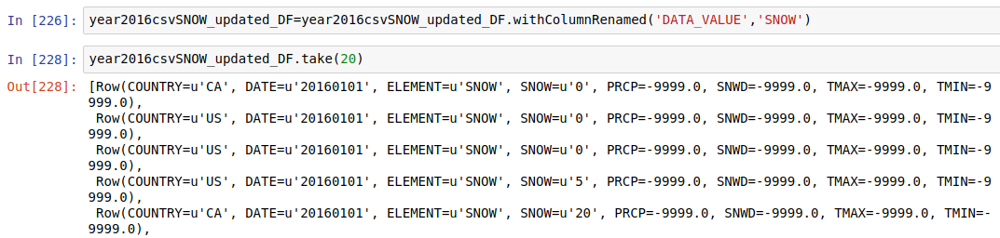 In [226]: year2016csvSNOW_updated_DF=year2016csvSNOW_updated_DF.withColumnRenamed('DATA_VALUE','SNOW')
In [228]: year2016csvSNOW_updated_DF.take(20)
Out[228]: [Row(COUNTRY=u'CA', DATE=u'20160101', ELEMENT=u'SNOW', SNOW=u'0', PRCP=-9999.0, SNWD=-9999.0, TMAX=-9999.0, TMIN=-9
999.0),
Row(COUNTRY=u'US', DATE=u'20160101', ELEMENT=u'SNOW', SNOW=u'0', PRCP=-9999.0, SNWD=-9999.0, TMAX=-9999.0, TMIN=-9
999.0),
Row(COUNTRY=u'US', DATE=u'20160101', ELEMENT=u'SNOW', SNOW=u'0', PRCP=-9999.0, SNWD=-9999.0, TMAX=-9999.0, TMIN=-9
999.0),
Row(COUNTRY=u'US', DATE=u'20160101', ELEMENT=u'SNOW', SNOW=u'5', PRCP=-9999.0, SNWD=-9999.0, TMAX=-9999.0, TMIN=-9
999.0),
Row(COUNTRY=u'CA', DATE=u'20160101', ELEMENT=u'SNOW', SNOW=u'20', PRCP=-9999.0, SNWD=-9999.0, TMAX=-9999.0, TMIN=-
9999.0),